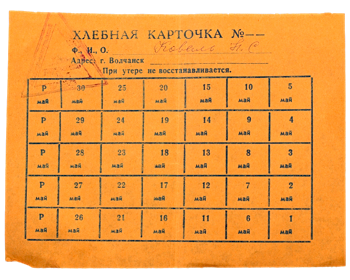 ХЛЕБНАЯ КАРТОЧКА №
Ф. И. О. Коваль П. С.
Адрес: г. Волчанск
При утере не восстанавливается.
Р 30 25 20 15 10 5
май май май май май май май
Р 29 24 19 14 9 4
май май май май май май май
Р 28 23 18 13 8 3
май май май май май май май
Р 27 22 17 12 7 2
май май май май май май май
Р 26 21 16 11 6 1
май май май май май май май